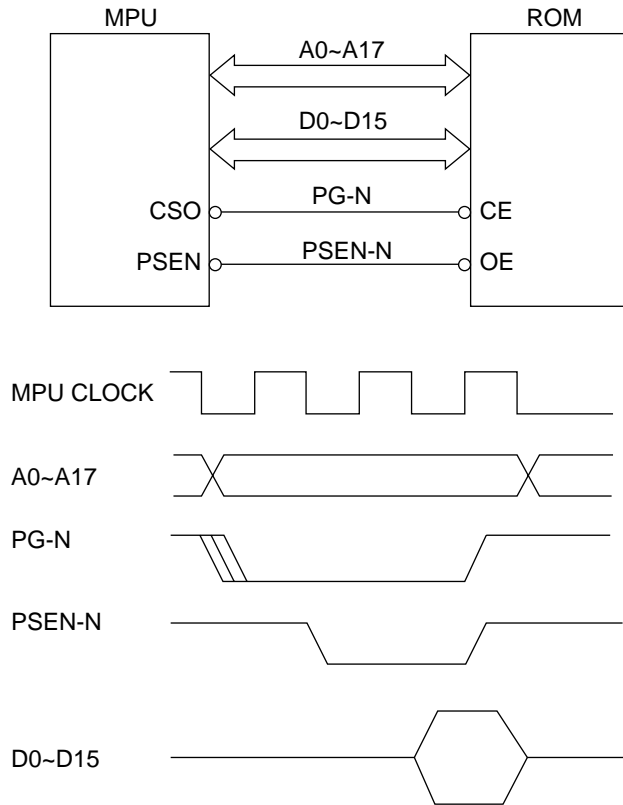 MPU ROM
A0~A17
D0~D15
CSO PG-N CE
PSEN PSEN-N OE
MPU CLOCK
A0~A17
PG-N
PSEN-N
D0~D15